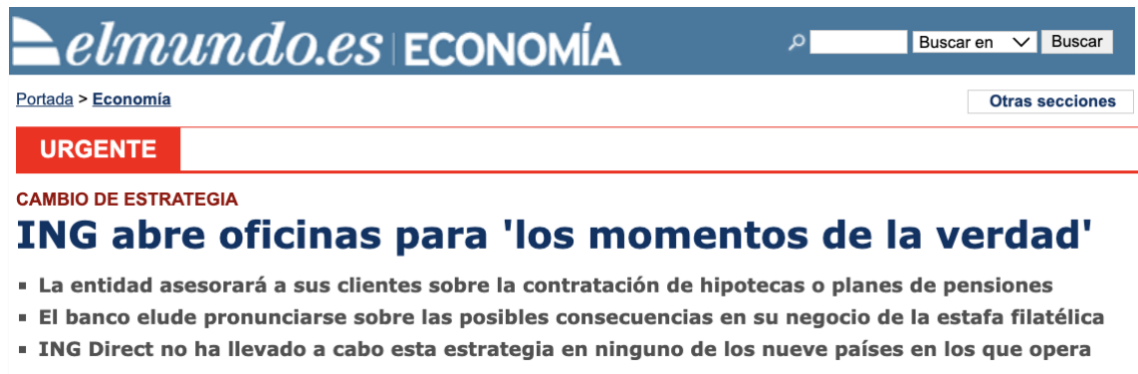 elmundo.es | ECONOMÍA
Buscar en
Buscar
Portada > Economía
Otras secciones
URGENTE
CAMBIO DE ESTRATEGIA
ING abre oficinas para 'los momentos de la verdad'
▪ La entidad asesorará a sus clientes sobre la contratación de hipotecas o planes de pensiones
▪ El banco elude pronunciarse sobre las posibles consecuencias en su negocio de la estafa filatélica
▪ ING Direct no ha llevado a cabo esta estrategia en ninguno de los nueve países en los que opera